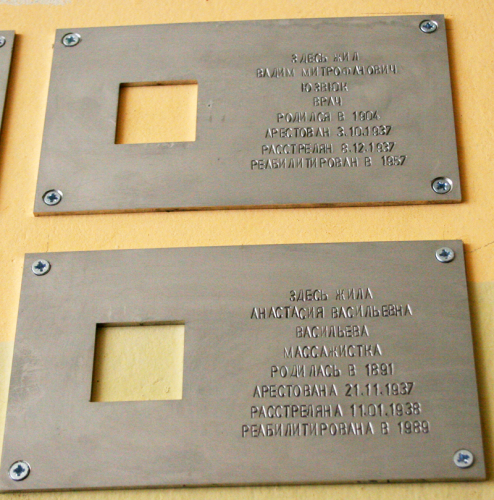 ЗДЕСЬ ЖИЛ
ВАДИМ МИТРОФАНОВИЧ
ЮЗВЮК
ВРАЧ
РОДИЛСЯ В 1904
АРЕСТОВАН 3.10.1937
РАССТРЕЛЯН 8.12.1937
РЕАБИЛИТИРОВАН В 1957
ЗДЕСЬ ЖИЛА
АНАСТАСИЯ ВАСИЛЬЕВНА
ВАСИЛЬЕВА
МАССАЖИСТКА
РОДИЛАСЬ В 1891
АРЕСТОВАНА 21.11.1937
РАССТРЕЛЯНА 11.01.1938
РЕАБИЛИТИРОВАНА В 1989